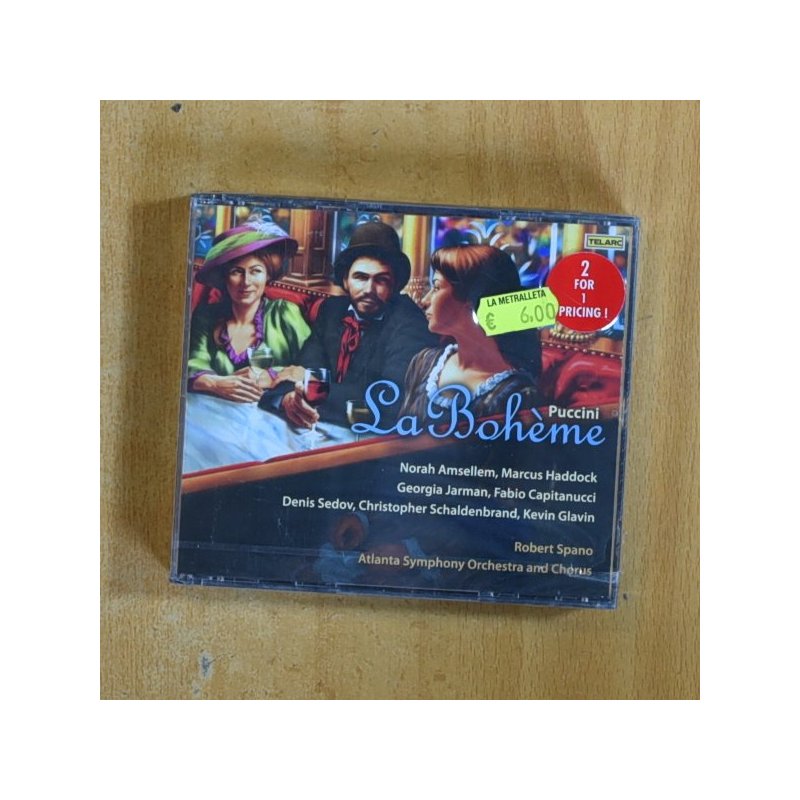 TELARC
2
FOR
1
PRICING !
LA METRALLETA
€ 6,00
Puccini
La Bohème
Norah Amsellem, Marcus Haddock
Georgia Jarman, Fabio Capitanucci
Denis Sedov, Christopher Schaldenbrand, Kevin Glavin
Robert Spano
Atlanta Symphony Orchestra and Chorus